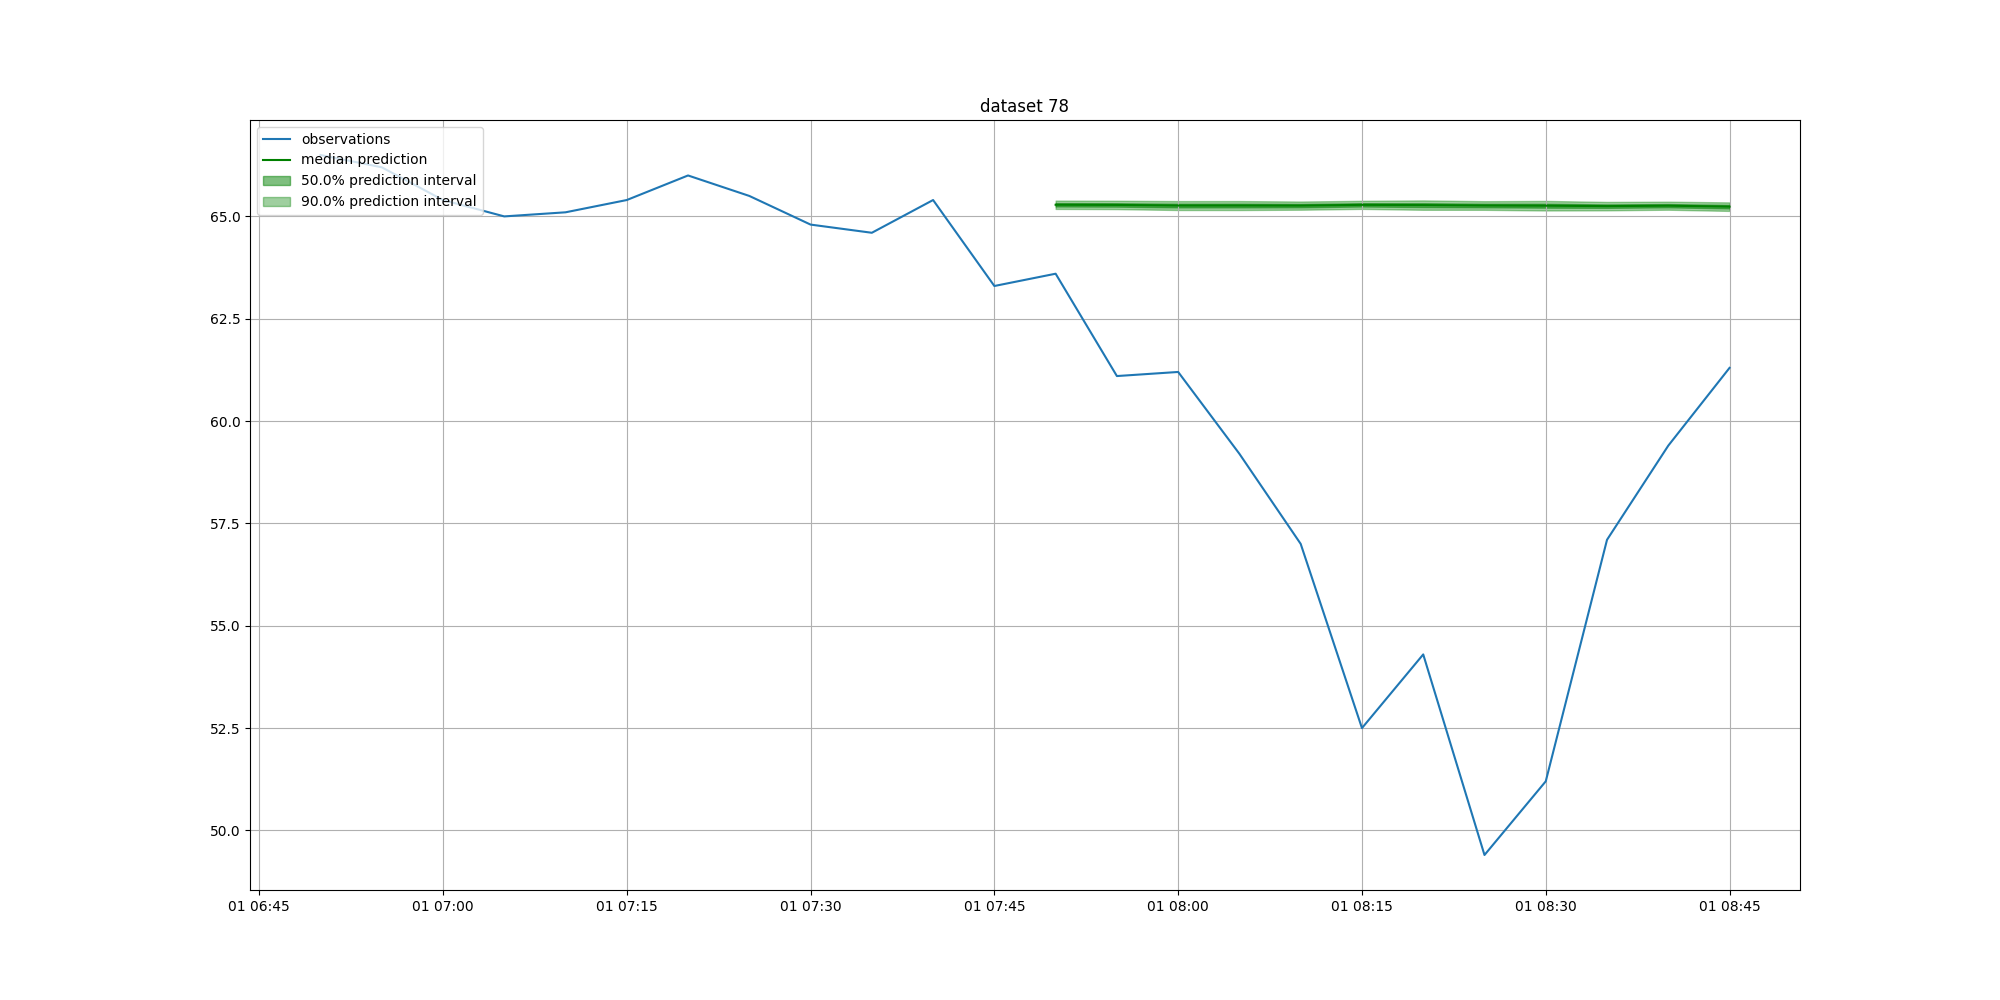 dataset 78
observations
median prediction
50.0% prediction interval
90.0% prediction interval
65.0
62.5
60.0
57.5
55.0
52.5
50.0
01 06:45 01 07:00 01 07:15 01 07:30 01 07:45 01 08:00 01 08:15 01 08:30 01 08:45